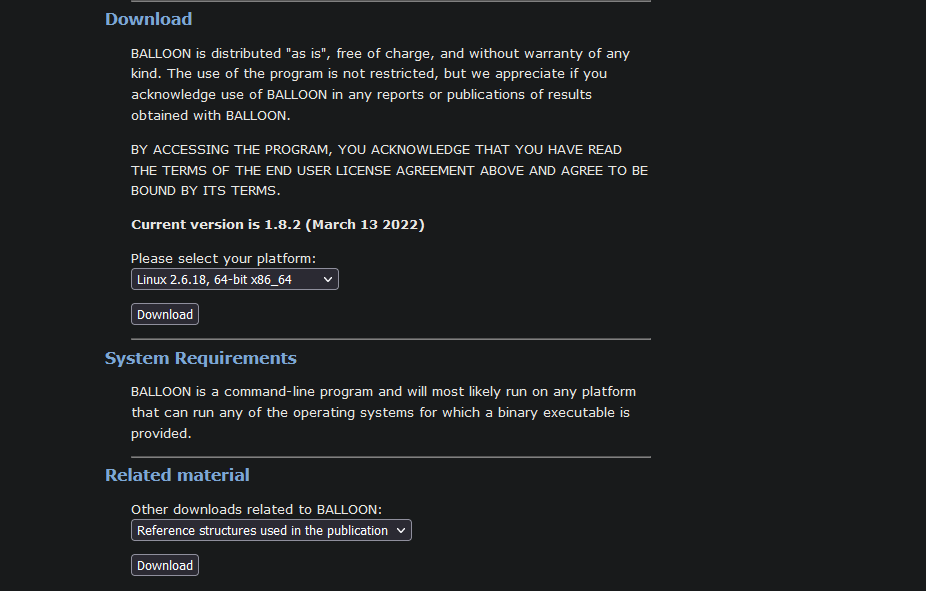 Download
BALLOON is distributed "as is", free of charge, and without warranty of any
kind. The use of the program is not restricted, but we appreciate if you
acknowledge use of BALLOON in any reports or publications of results
obtained with BALLOON.
BY ACCESSING THE PROGRAM, YOU ACKNOWLEDGE THAT YOU HAVE READ
THE TERMS OF THE END USER LICENSE AGREEMENT ABOVE AND AGREE TO BE
BOUND BY ITS TERMS.
Current version is 1.8.2 (March 13 2022)
Please select your platform:
Linux 2.6.18, 64-bit x86_64
Download
System Requirements
BALLOON is a command-line program and will most likely run on any platform
that can run any of the operating systems for which a binary executable is
provided.
Related material
Other downloads related to BALLOON:
Reference structures used in the publication
Download